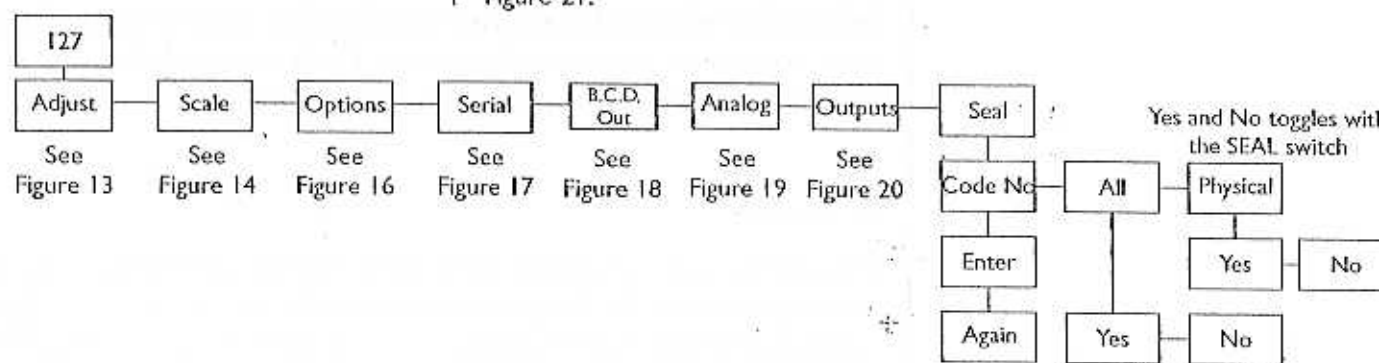 Figure 21.
127
Adjust
Scale
Options
Serial
B.C.D.
Out
Analog
Outputs
Seal
Yes and No toggles with
the SEAL switch
See
Figure 13
See
Figure 14
See
Figure 16
See
Figure 17
See
Figure 18
See
Figure 19
See
Figure 20
Code No
All
Physical
Enter
Yes
No
Again
Yes
No